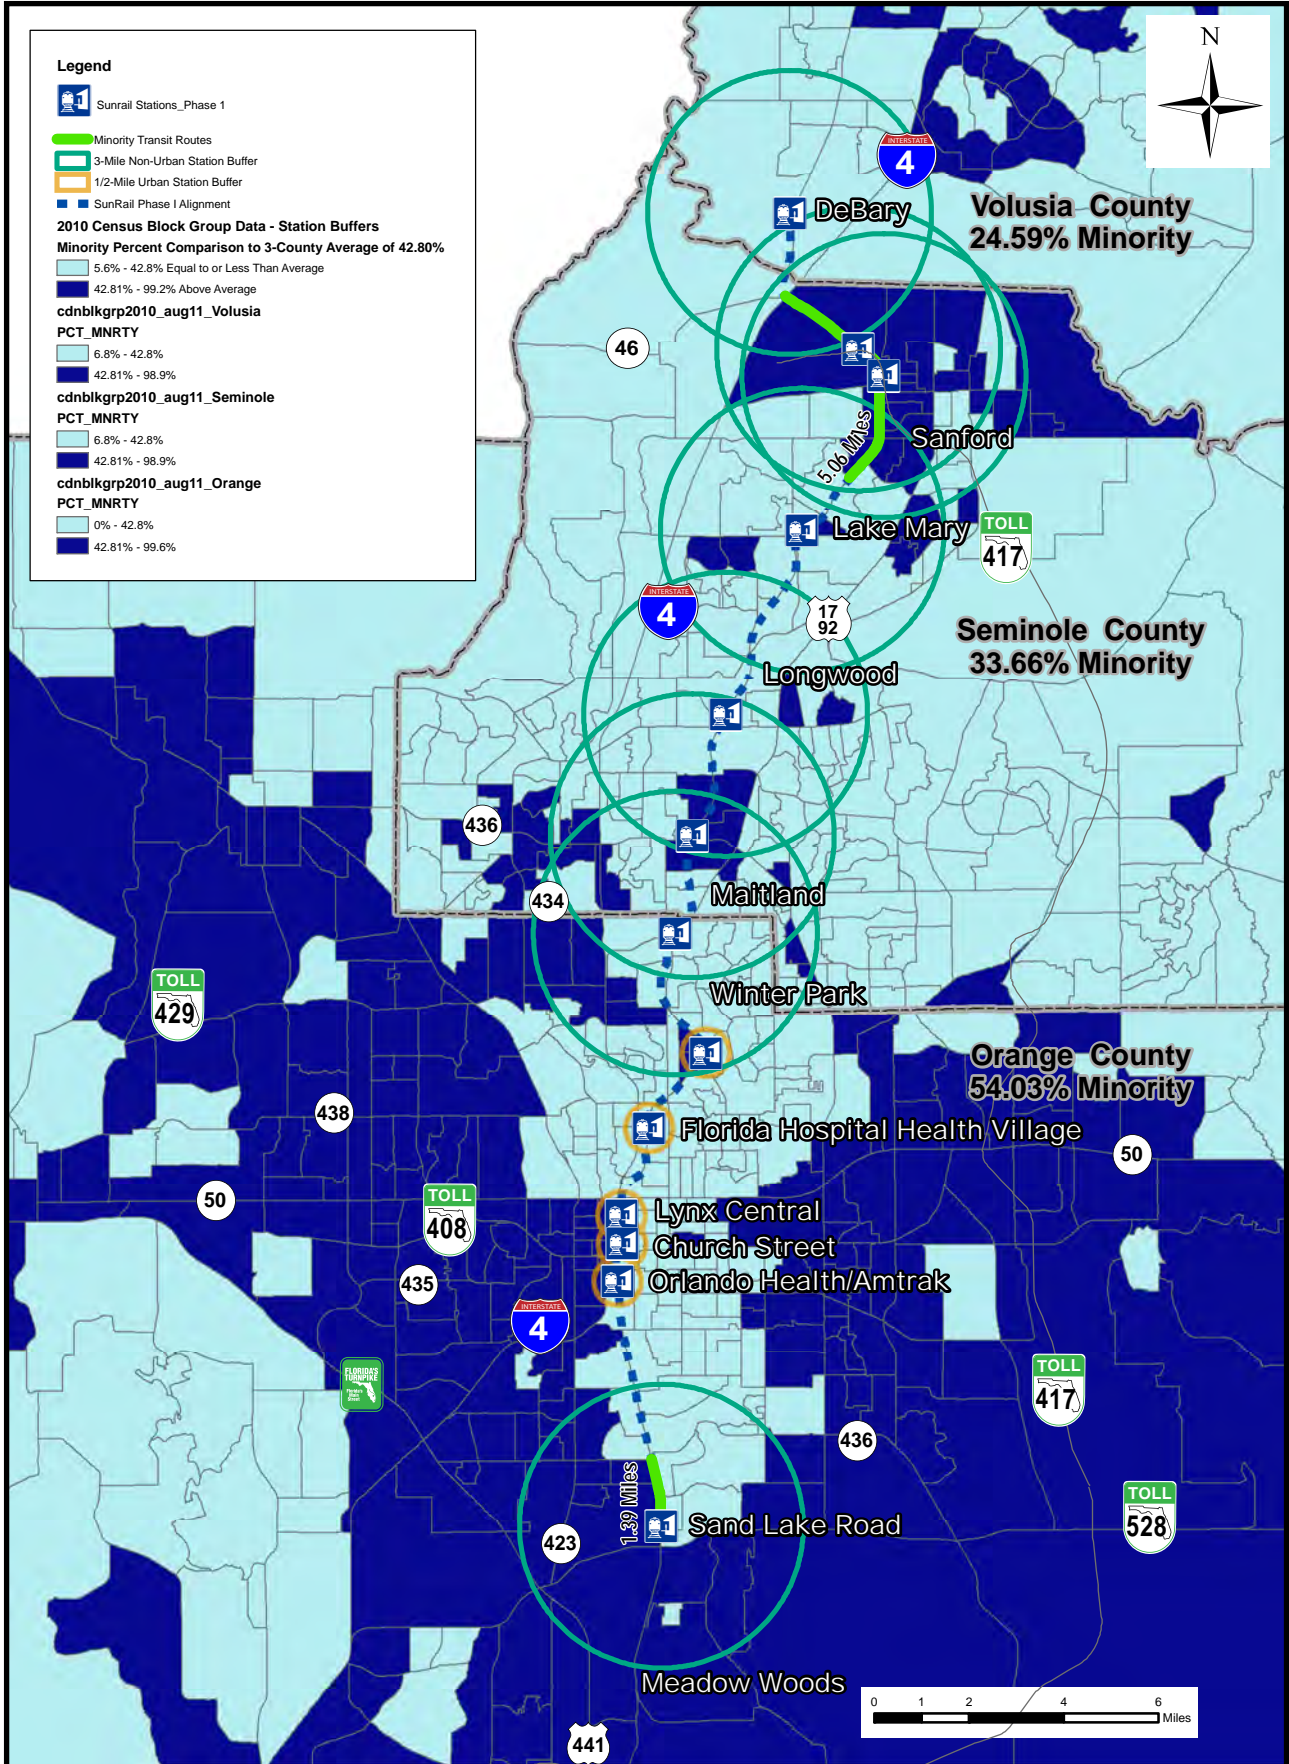 Legend
Sunrail Stations_Phase 1
Minority Transit Routes
3-Mile Non-Urban Station Buffer
1/2-Mile Urban Station Buffer
SunRail Phase I Alignment
2010 Census Block Group Data - Station Buffers
Minority Percent Comparison to 3-County Average of 42.80%
5.6% - 42.8% Equal to or Less Than Average
42.81% - 99.2% Above Average
cdnblkgrp2010_aug11_Volusia
PCT_MNRTY
6.8% - 42.8%
42.81% - 98.9%
cdnblkgrp2010_aug11_Seminole
PCT_MNRTY
6.8% - 42.8%
42.81% - 98.9%
cdnblkgrp2010_aug11_Orange
PCT_MNRTY
0% - 42.8%
42.81% - 99.6%
N
INTERSTATE
4
DeBary
Volusia County
24.59% Minority
46
5.06 Miles
Sanford
Lake Mary
TOLL
417
INTERSTATE
4
17
92
Seminole County
33.66% Minority
Longwood
436
434
Maitland
TOLL
429
Winter Park
Orange County
54.03% Minority
438
Florida Hospital Health Village
50
50
TOLL
408
Lynx Central
Church Street
435
Orlando Health/Amtrak
INTERSTATE
4
FLORIDA'S
TURNPIKE
Florida's
Main
Street
TOLL
417
436
1.39 Miles
Sand Lake Road
TOLL
528
423
Meadow Woods
0 1 2 4 6
Miles
441